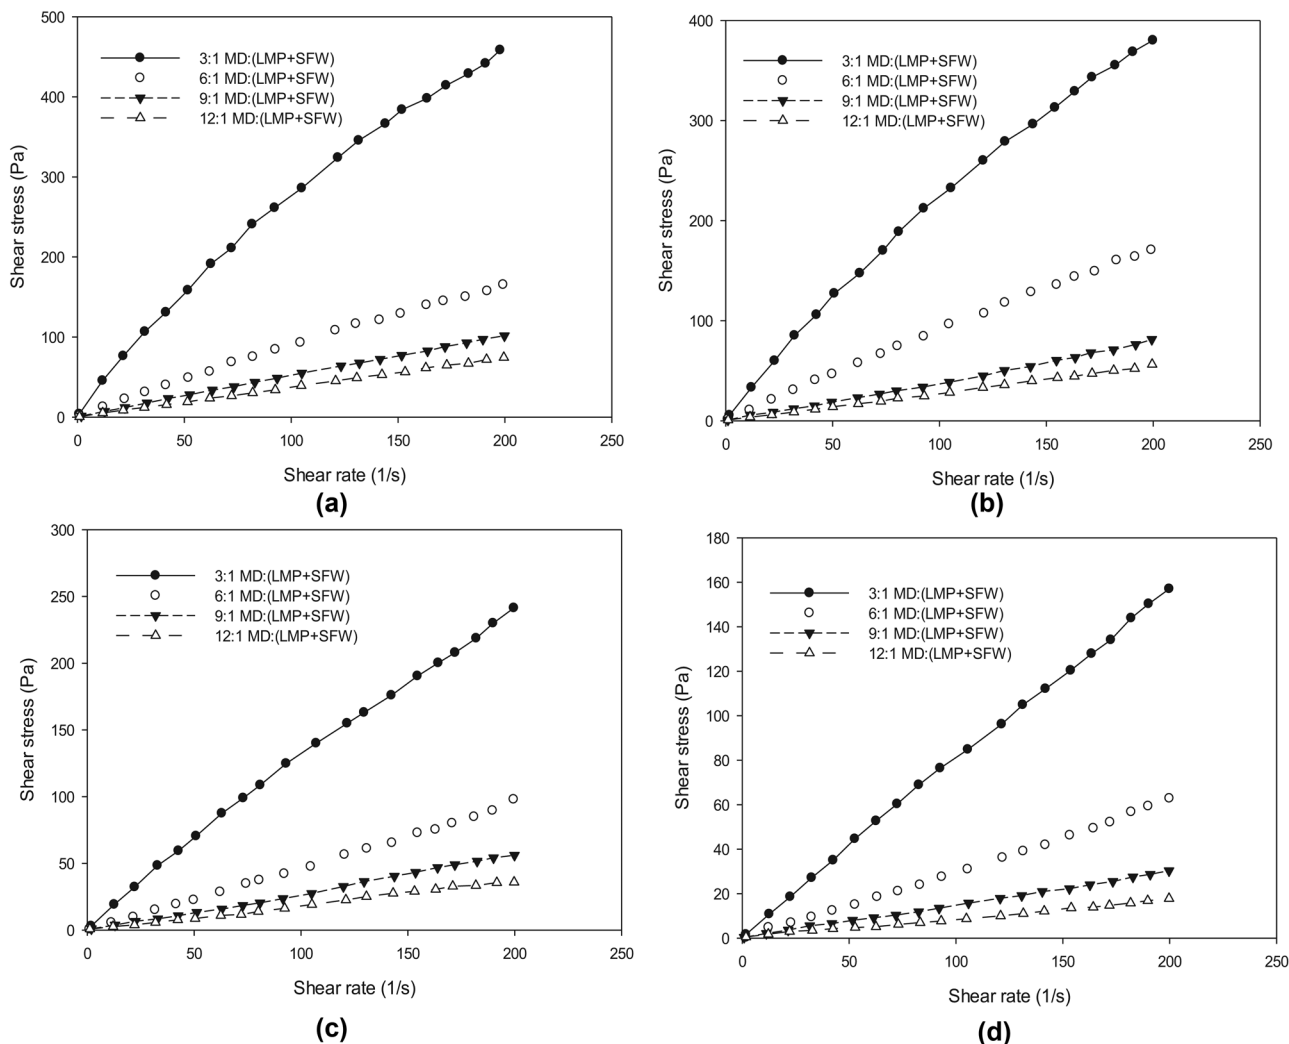 500
400
300
200
100
0
Shear stress (Pa)
3:1 MD:(LMP+SFW)
6:1 MD:(LMP+SFW)
9:1 MD:(LMP+SFW)
12:1 MD:(LMP+SFW)
0 50 100 150 200 250
Shear rate (1/s)
(a)
400
300
200
100
0
Shear stress (Pa)
3:1 MD:(LMP+SFW)
6:1 MD:(LMP+SFW)
9:1 MD:(LMP+SFW)
12:1 MD:(LMP+SFW)
0 50 100 150 200 250
Shear rate (1/s)
(b)
300
250
200
150
100
50
0
Shear stress (Pa)
3:1 MD:(LMP+SFW)
6:1 MD:(LMP+SFW)
9:1 MD:(LMP+SFW)
12:1 MD:(LMP+SFW)
0 50 100 150 200 250
Shear rate (1/s)
(c)
180
160
140
120
100
80
60
40
20
0
Shear stress (Pa)
3:1 MD:(LMP+SFW)
6:1 MD:(LMP+SFW)
9:1 MD:(LMP+SFW)
12:1 MD:(LMP+SFW)
0 50 100 150 200 250
Shear rate (1/s)
(d)